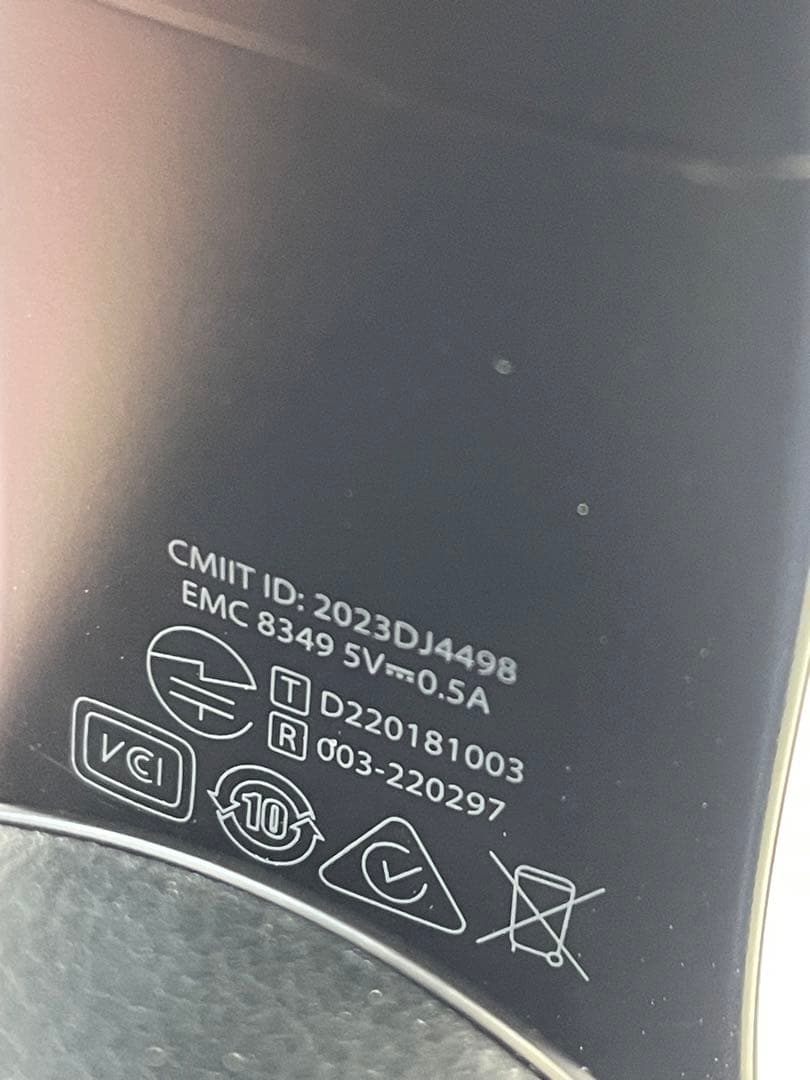 CMIIT ID: 2023DJ4498
EMC 8349 5V⎓0.5A
T D220181003
R 003-220297
VCI
10